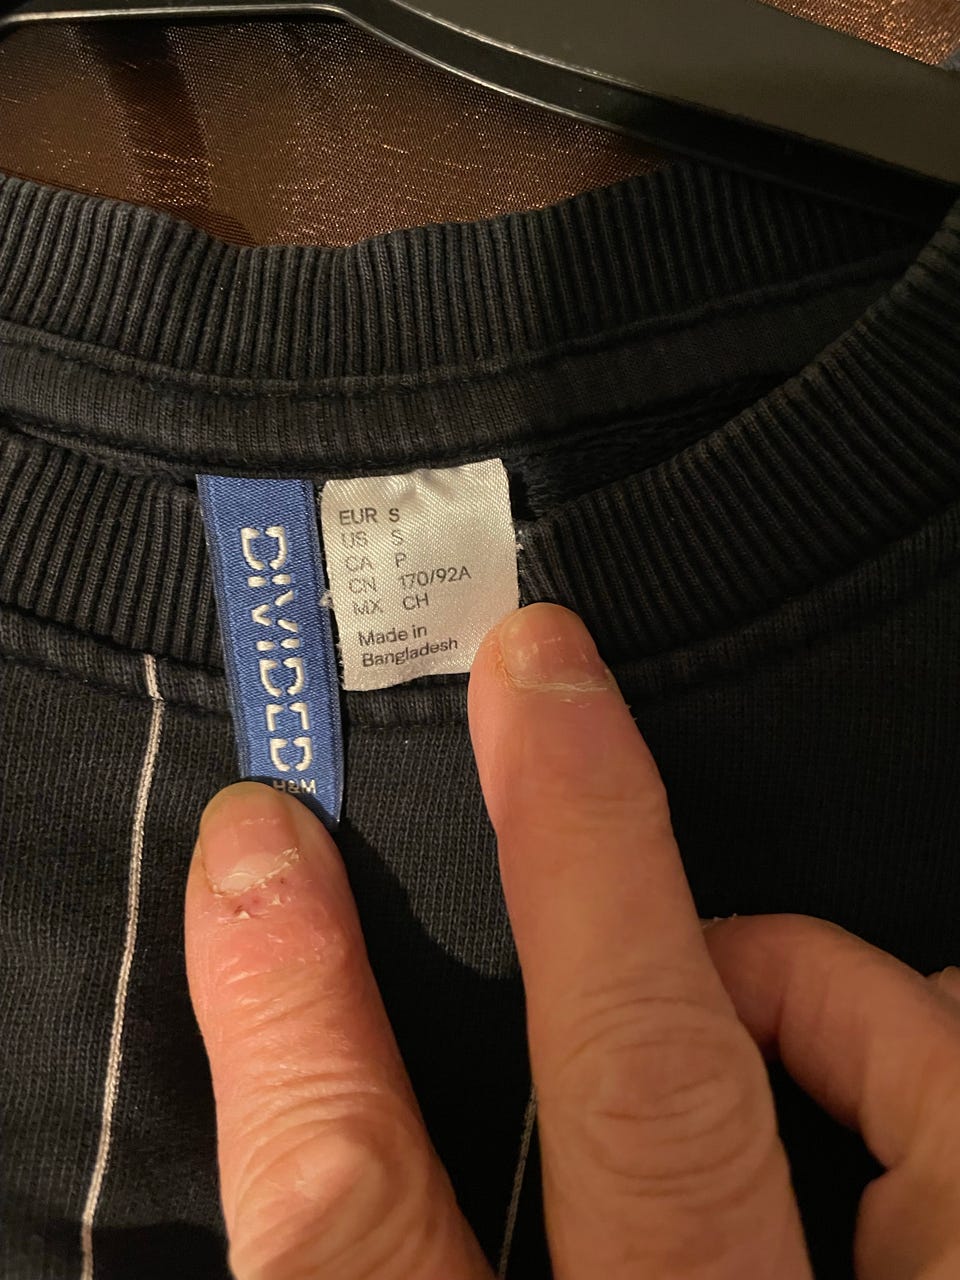 DIVIDED
H&M
EUR S
US S
CA P
CN 170/92A
MX CH
Made in
Bangladesh